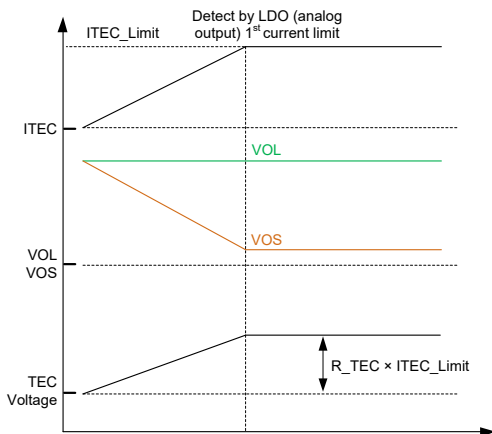 Detect by LDO (analog
output) 1st current limit
ITEC_Limit
ITEC
VOL
VOS
VOL
VOS
R_TEC × ITEC_Limit
TEC
Voltage